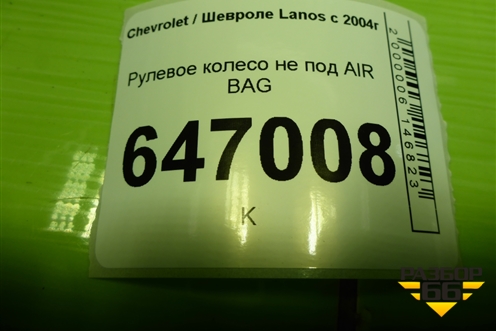 Chevrolet / Шевроле Lanos с 2004г
Рулевое колесо не под AIR
BAG
647008
К
2000006146823
РАЗБОР
66